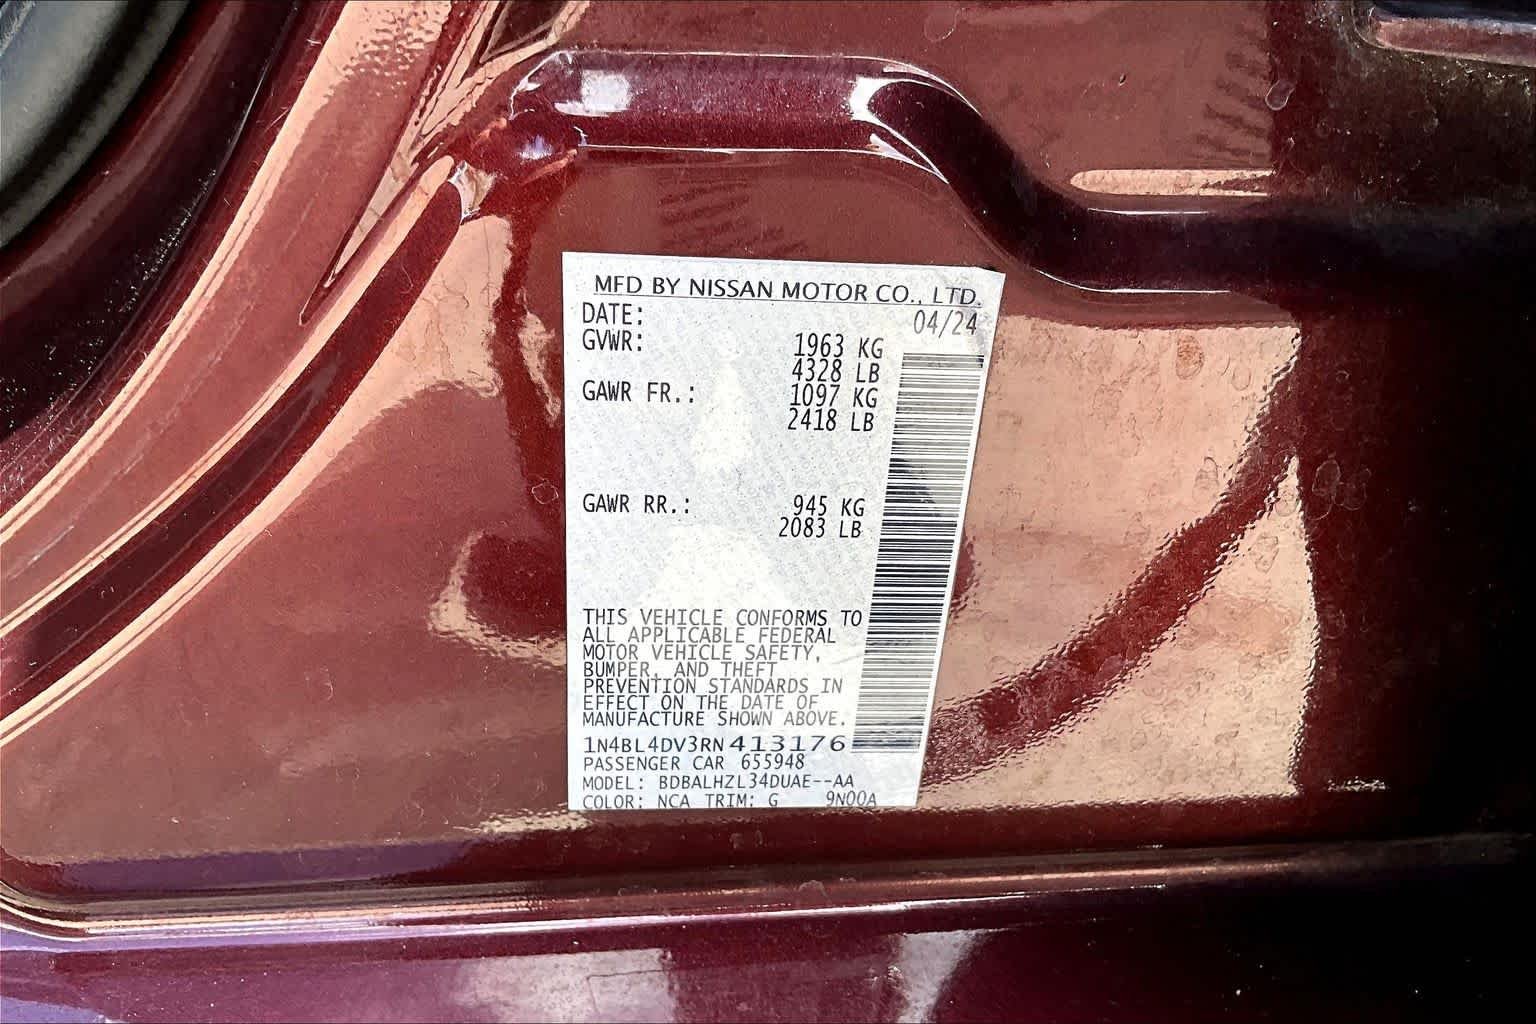 MFD BY NISSAN MOTOR CO., LTD.
DATE: 04/24
GVWR: 1963 KG
4328 LB
GAWR FR.: 1097 KG
2418 LB
GAWR RR.: 945 KG
2083 LB
THIS VEHICLE CONFORMS TO
ALL APPLICABLE FEDERAL
MOTOR VEHICLE SAFETY,
BUMPER, AND THEFT
PREVENTION STANDARDS IN
EFFECT ON THE DATE OF
MANUFACTURE SHOWN ABOVE.
1N4BL4DV3RN413176
PASSENGER CAR 655948
MODEL: BDBALHZL34DUAE--AA
COLOR: NCA TRIM: G 9N00A